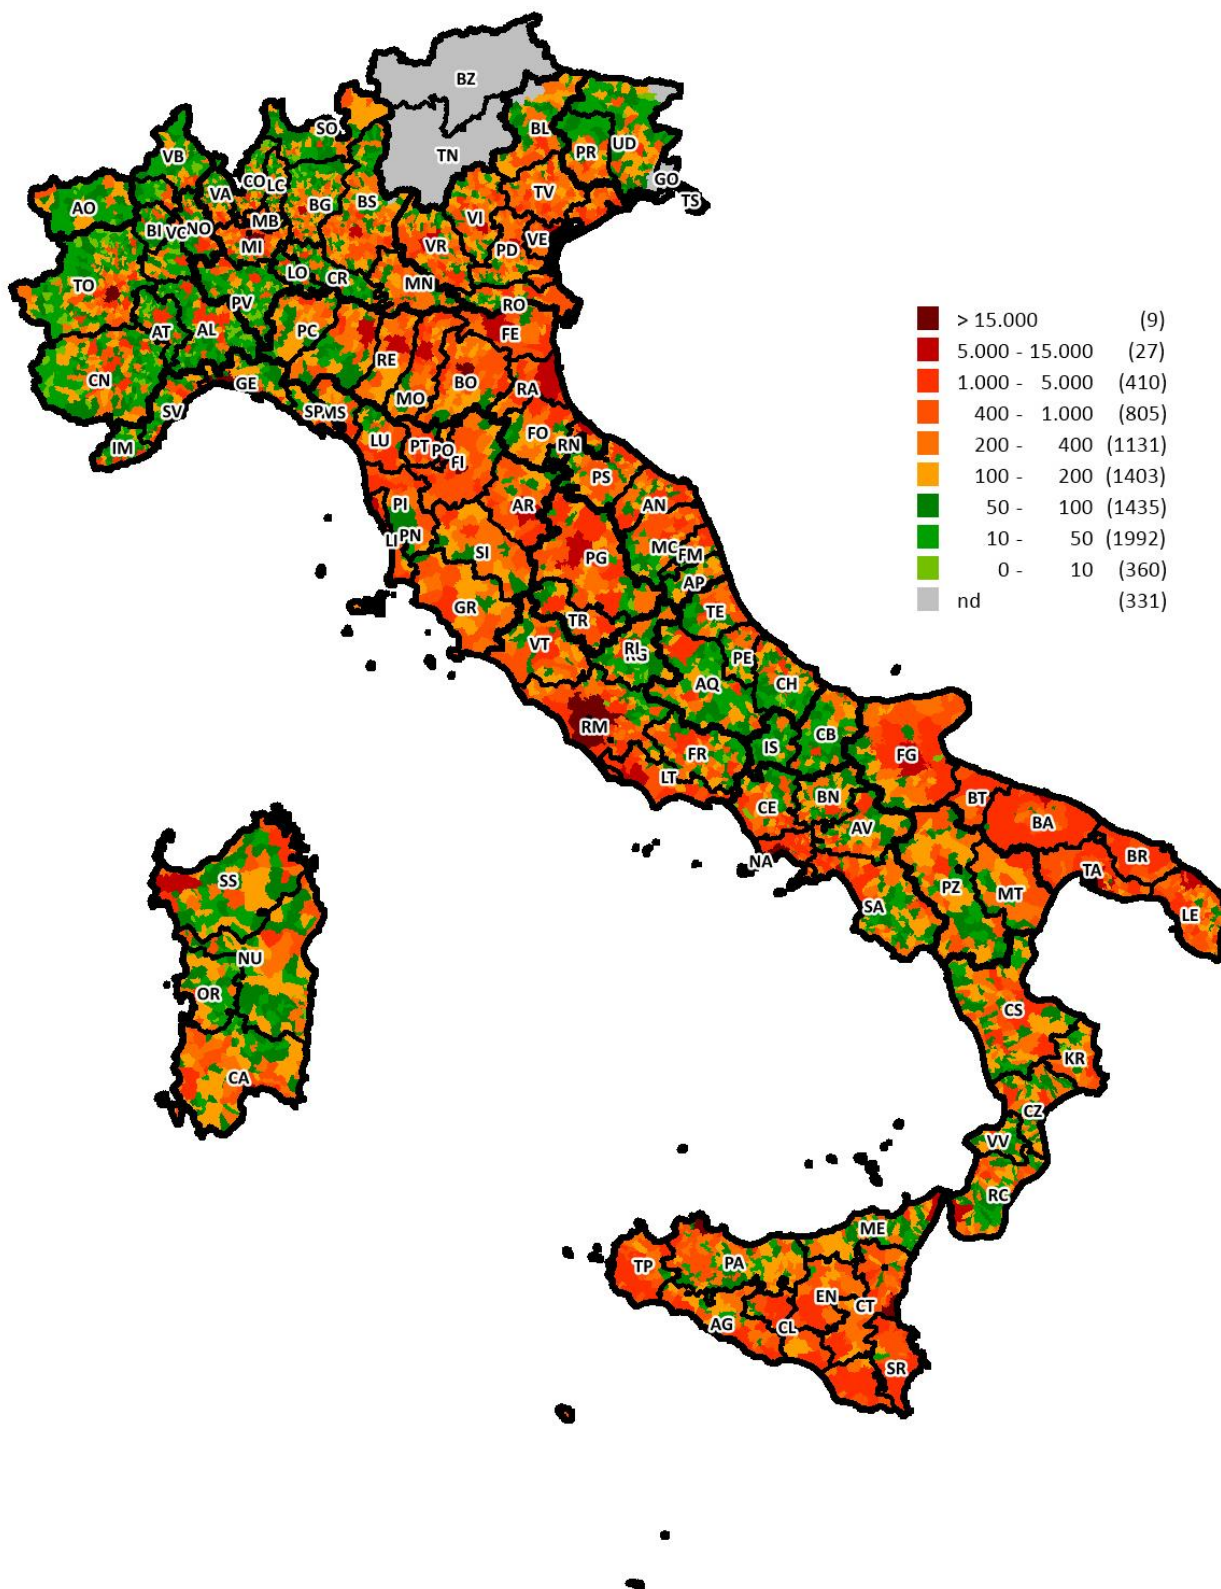 BZ
SO
BL
VB
TN
PR
UD
GO
TS
CO
LC
VA
TV
AO
BG
BS
VI
MB
BI
VC
NO
VE
MI
VR
PD
LO
CR
MN
TO
PV
RO
AT
AL
PC
FE
> 15.000 (9)
5.000 - 15.000 (27)
1.000 - 5.000 (410)
400 - 1.000 (805)
200 - 400 (1131)
100 - 200 (1403)
50 - 100 (1435)
10 - 50 (1992)
0 - 10 (360)
nd (331)
RE
CN
GE
BO
RA
MO
SV
SP
MS
LU
PT
PO
FI
FO
RN
IM
PS
PI
AR
AN
LI
PN
SI
PG
MC
FM
AP
GR
TR
TE
VT
RI
PE
AQ
CH
RM
CB
IS
FR
FG
LT
CE
BN
BT
AV
BA
NA
BR
SS
TA
PZ
MT
SA
LE
NU
OR
CS
KR
CA
CZ
VV
RC
ME
TP
PA
EN
CT
AG
CL
SR